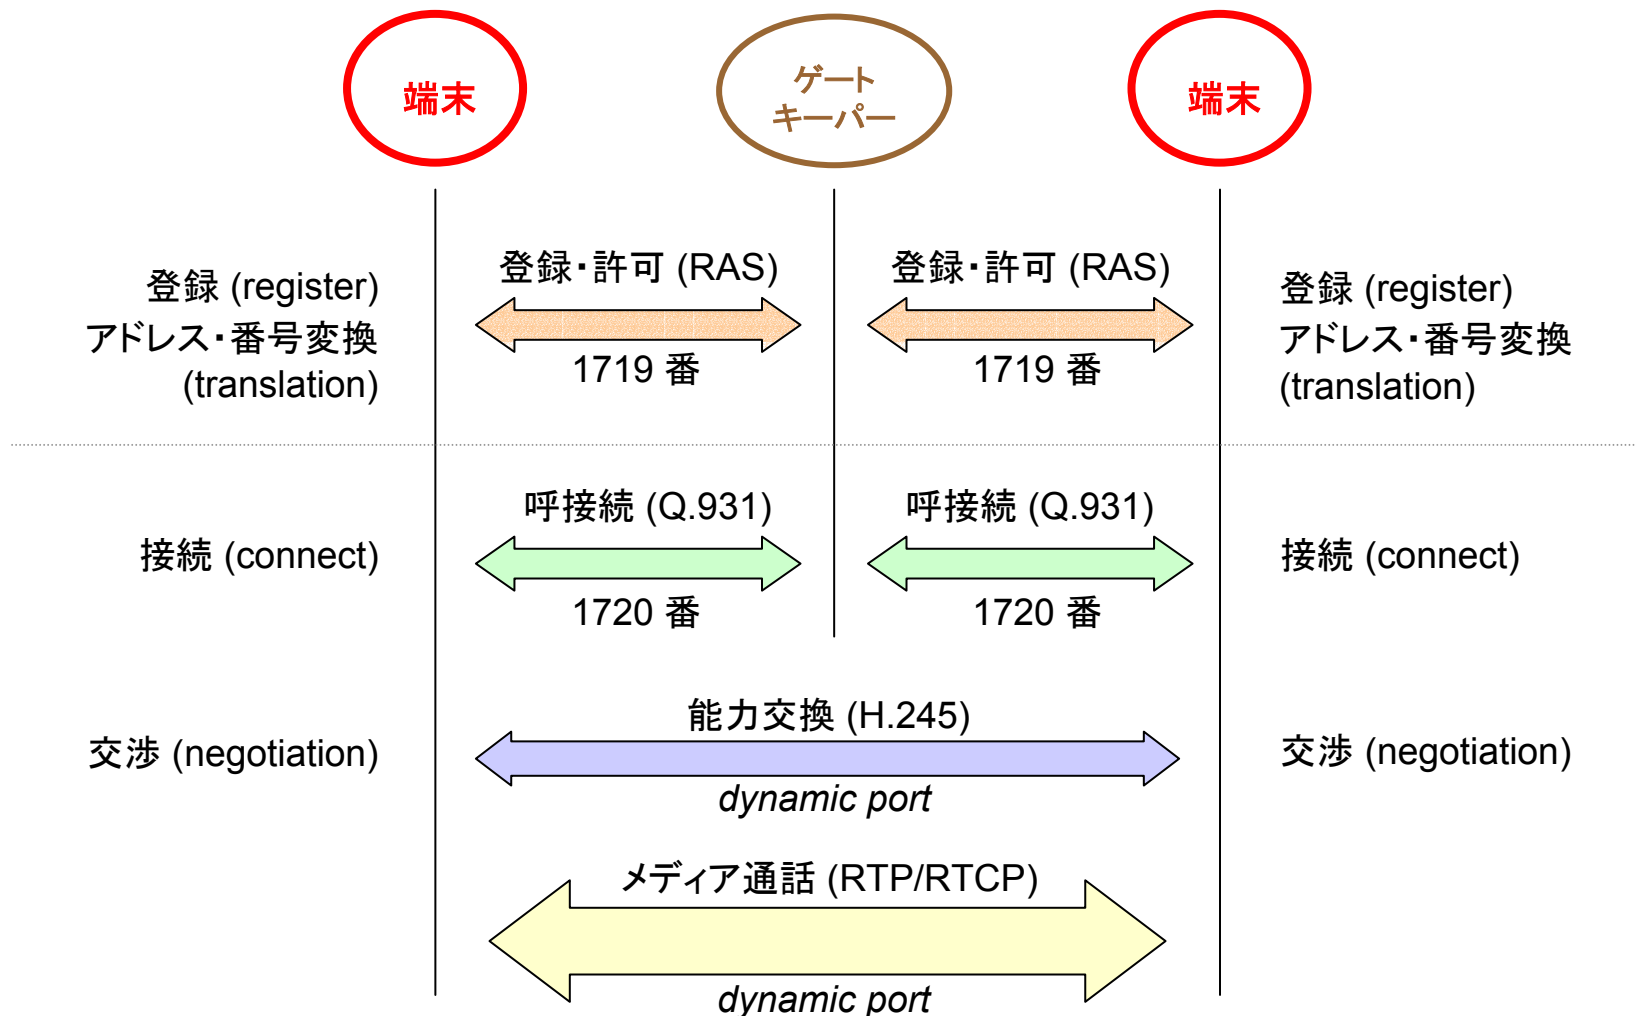 端末
ゲート
キーパー
端末
登録・許可 (RAS)
登録・許可 (RAS)
登録 (register)
アドレス・番号変換
(translation)
1719 番
1719 番
登録 (register)
アドレス・番号変換
(translation)
呼接続 (Q.931)
呼接続 (Q.931)
接続 (connect)
接続 (connect)
1720 番
1720 番
能力交換 (H.245)
交渉 (negotiation)
交渉 (negotiation)
dynamic port
メディア通話 (RTP/RTCP)
dynamic port